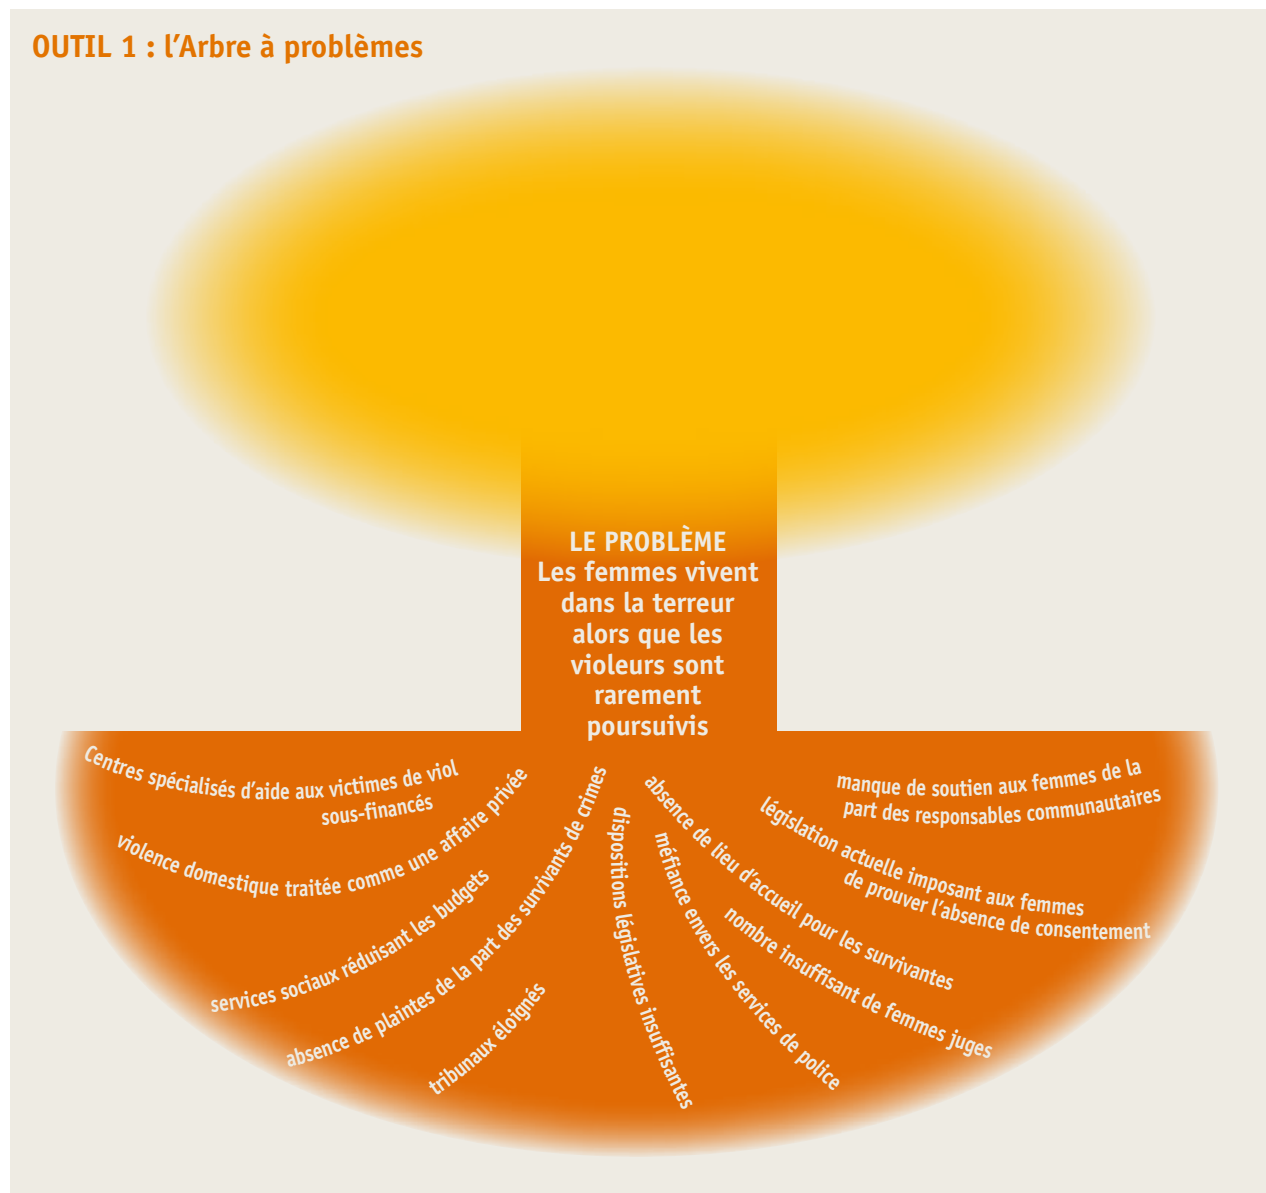 OUTIL 1 : l’Arbre à problèmes
LE PROBLÈME
Les femmes vivent
dans la terreur
alors que les
violeurs sont
rarement
poursuivis
Centres spécialisés d’aide aux victimes de viol
sous-financés
violence domestique traitée comme une affaire privée
services sociaux réduisant les budgets
absence de plaintes de la part des survivants de crimes
tribunaux éloignés
dispositions législatives insuffisantes
méfiance envers les services de police
absence de lieu d’accueil pour les survivantes
nombre insuffisant de femmes juges
législation actuelle imposant aux femmes
de prouver l’absence de consentement
manque de soutien aux femmes de la
part des responsables communautaires